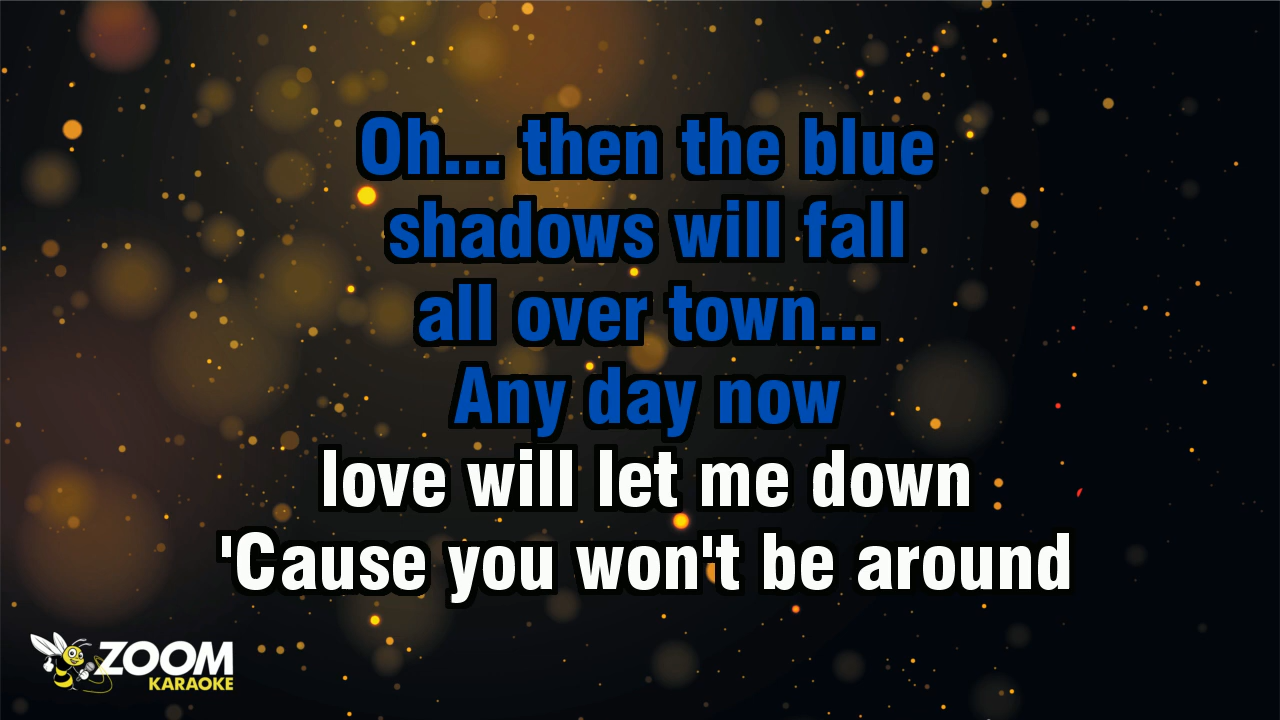 Oh... then the blue
shadows will fall
all over town...
Any day now
love will let me down
'Cause you won't be around
ZOOM
KARAOKE